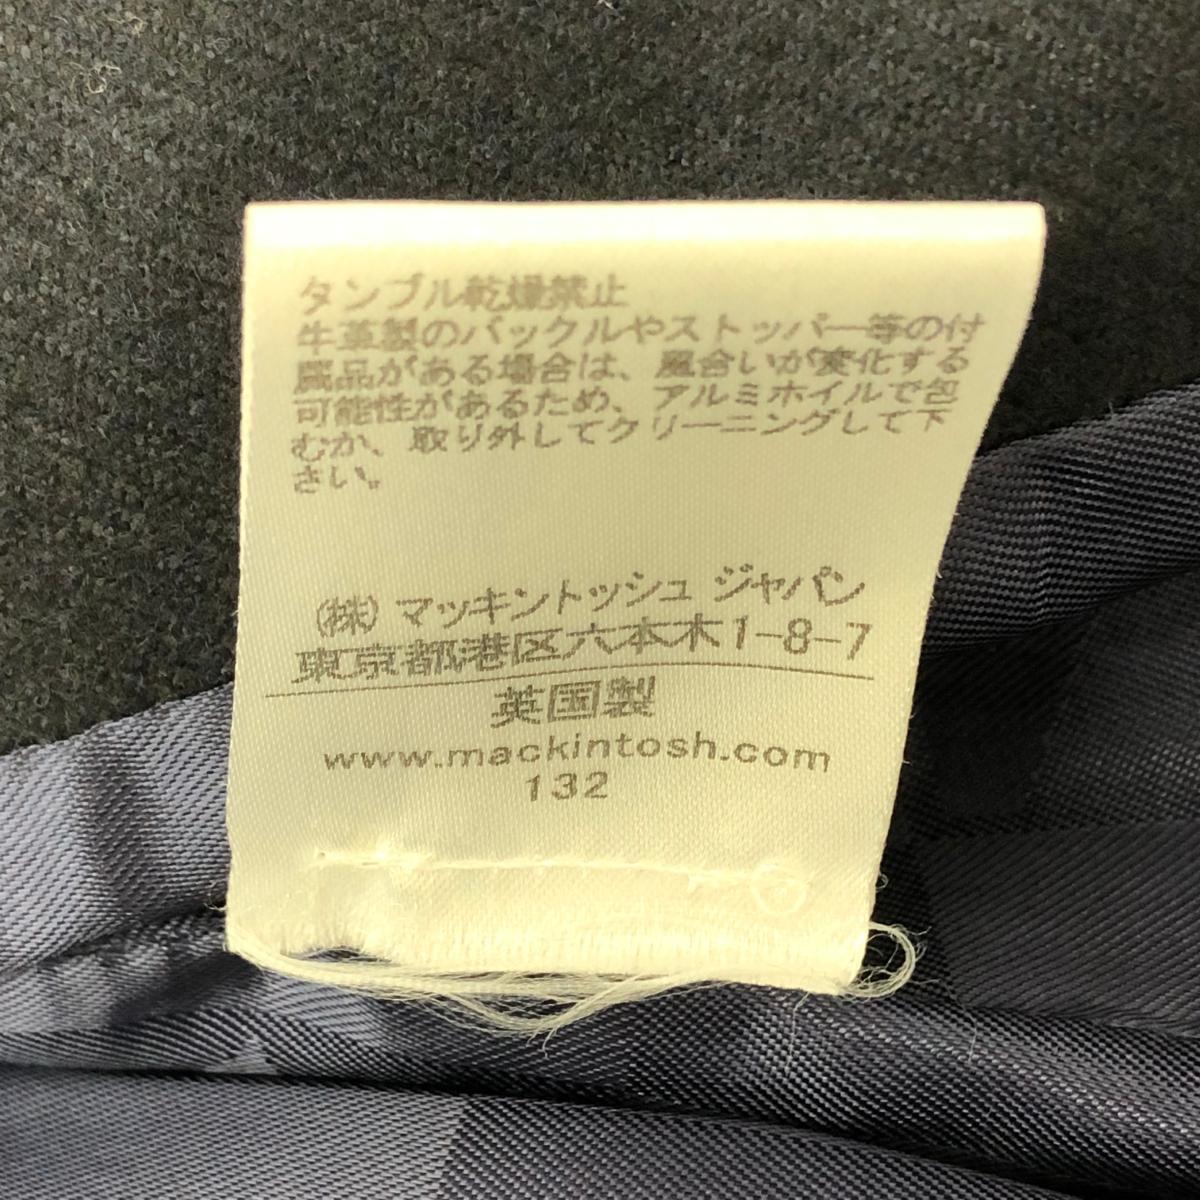 タンブル乾燥禁止
牛革製のバックルやストッパー等の付
属品がある場合は、風合いが変化する
可能性があるため、アルミホイルで包
むか、取り外してクリーニングして下
さい。
（株）マッキントッシュ ジャパン
東京都港区六本木1-8-7
英国製
www.mackintosh.com
132